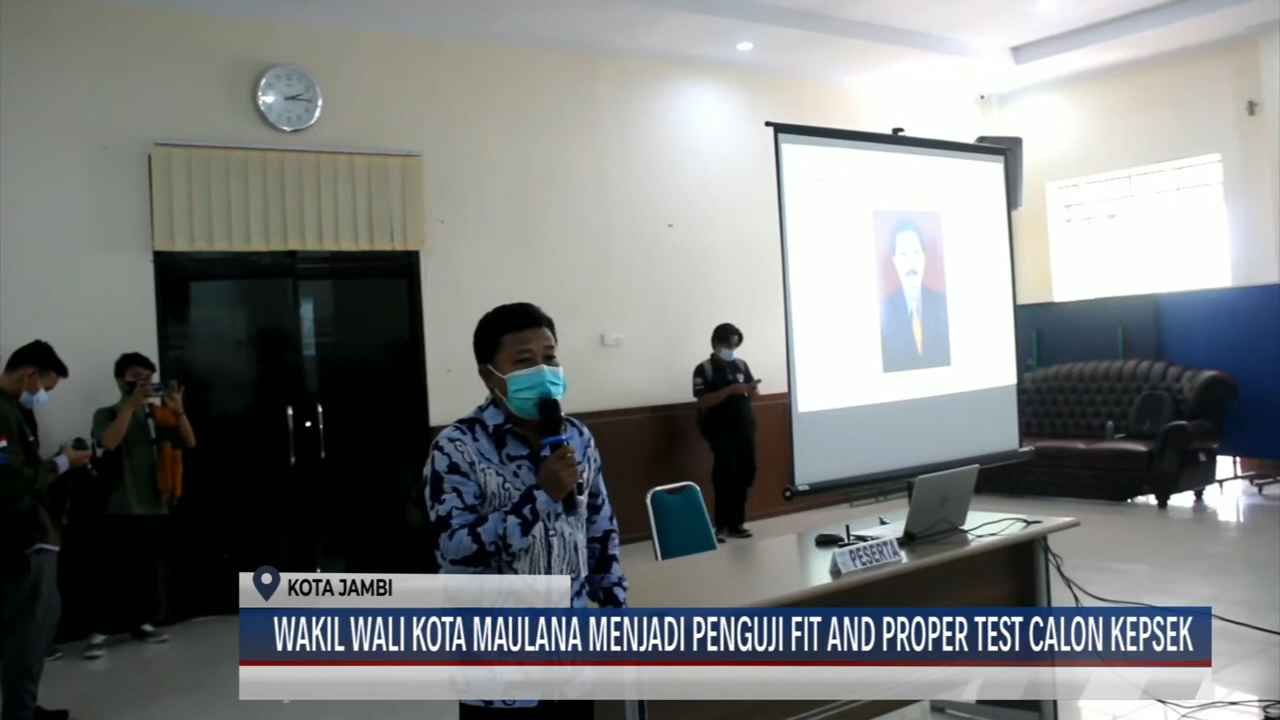 PESERTA
KOTA JAMBI
WAKIL WALI KOTA MAULANA MENJADI PENGUJI FIT AND PROPER TEST CALON KEPSEK